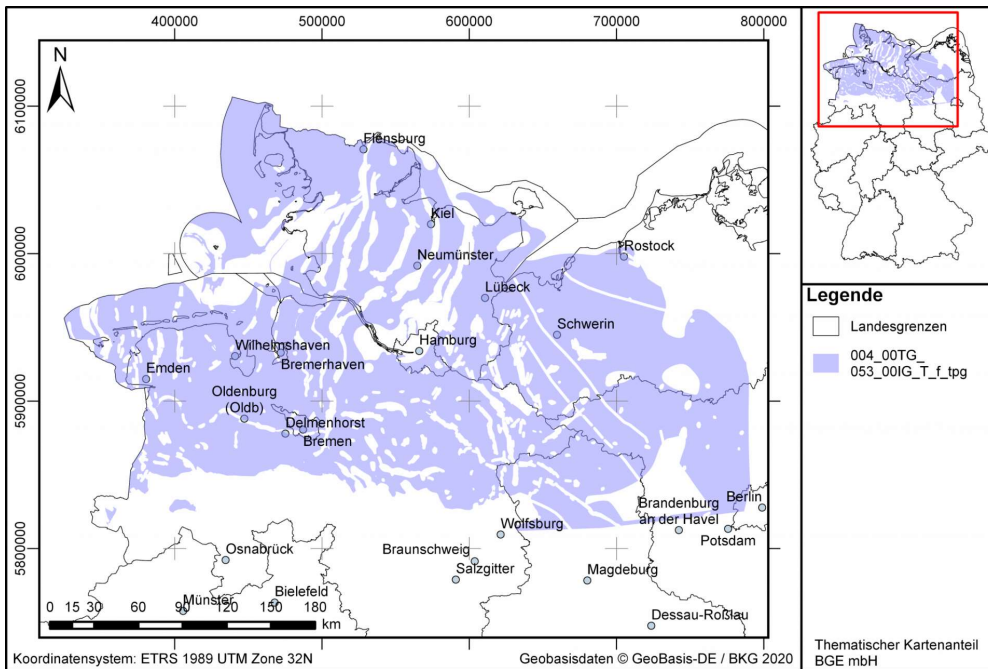 400000 500000 600000 700000 800000
N
6100000
6000000
5900000
5800000
Flensburg
Kiel
Neumünster
Rostock
Lübeck
Schwerin
Hamburg
Wilhelmshaven
Bremerhaven
Emden
Oldenburg
(Oldb)
Delmenhorst
Bremen
Berlin
Brandenburg
an der Havel
Potsdam
Wolfsburg
Braunschweig
Osnabrück
Salzgitter
Magdeburg
Bielefeld
Münster
Dessau-Roßlau
0 15 30 60 90 120 150 180
km
Koordinatensystem: ETRS 1989 UTM Zone 32N
Geobasisdaten © GeoBasis-DE / BKG 2020
Legende
Landesgrenzen
004_00TG_
053_00IG_T_f_tpg
Thematischer Kartenanteil
BGE mbH